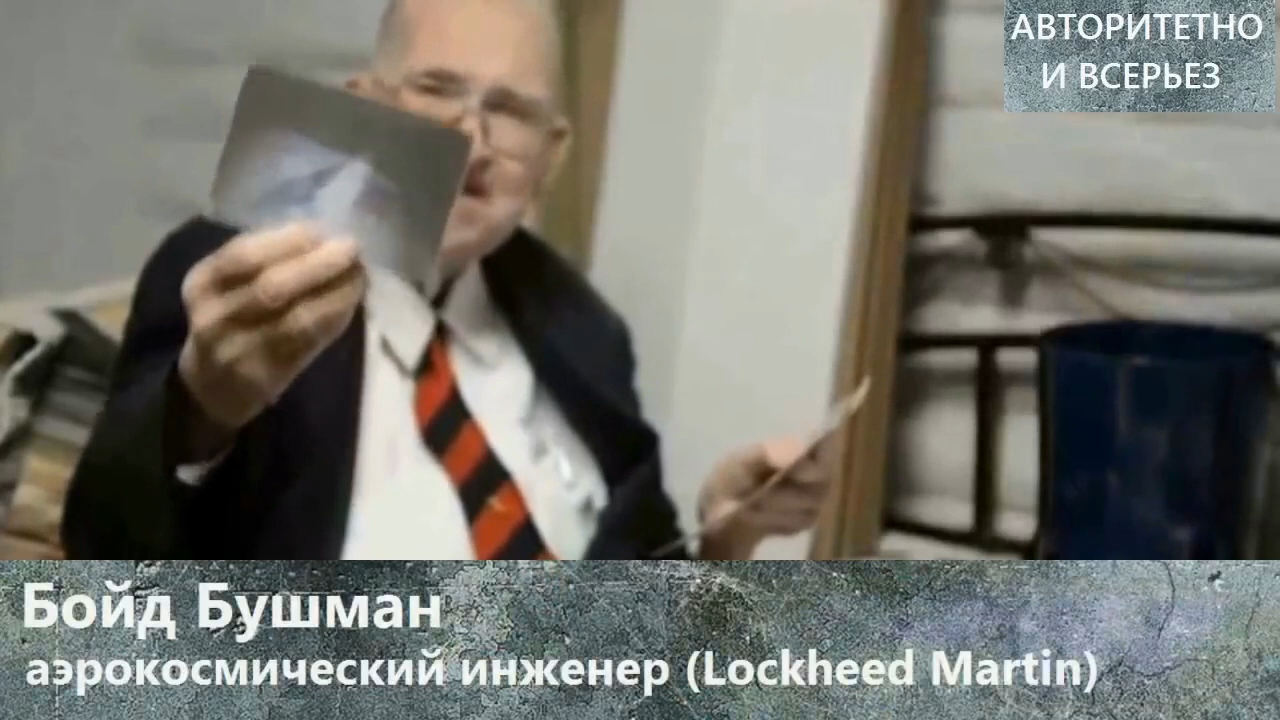 АВТОРИТЕТНО
И ВСЕРЬЕЗ
Бойд Бушман
аэрокосмический инженер (Lockheed Martin)